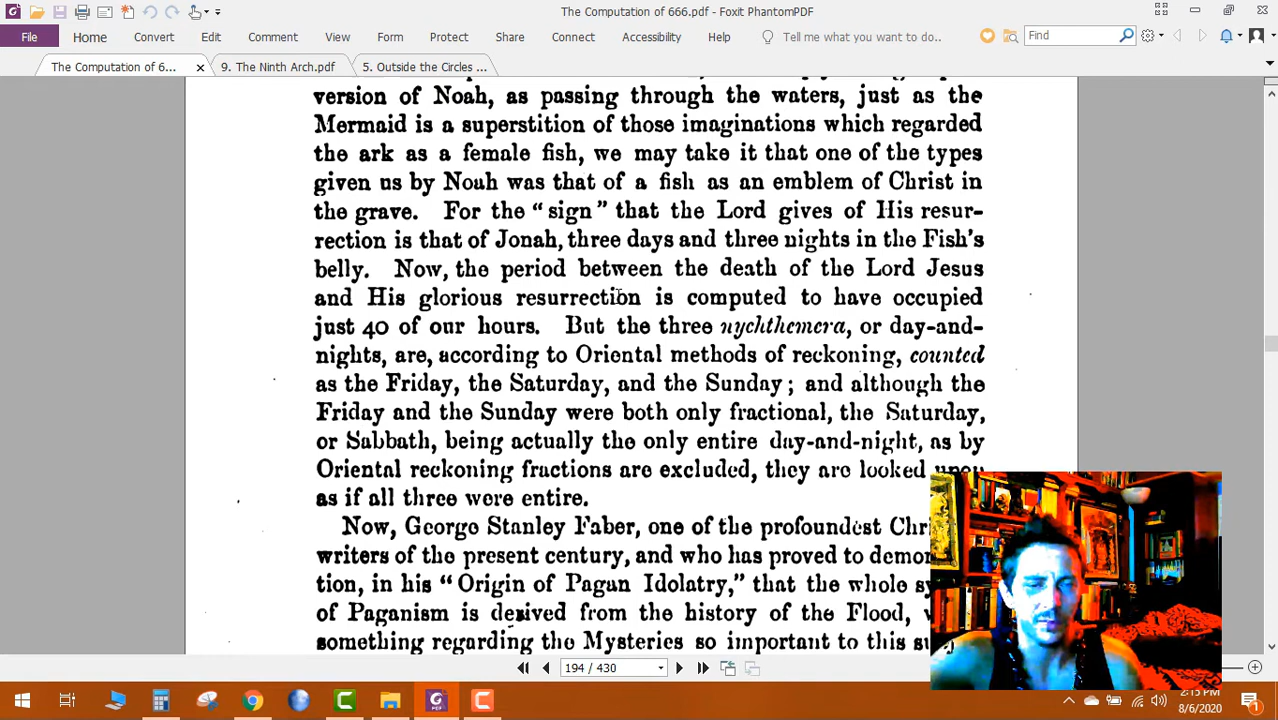 The Computation of 666.pdf - Foxit PhantomPDF
File Home Convert Edit Comment View Form Protect Share Connect Accessibility Help Tell me what you want to do.. Find
The Computation of 6... 9. The Ninth Arch.pdf 5. Outside the Circles ...
version of Noah, as passing through the waters, just as the
Mermaid is a superstition of those imaginations which regarded
the ark as a female fish, we may take it that one of the types
given us by Noah was that of a fish as an emblem of Christ in
the grave. For the "sign" that the Lord gives of His resur-
rection is that of Jonah, three days and three nights in the Fish's
belly. Now, the period between the death of the Lord Jesus
and His glorious resurrection is computed to have occupied
just 40 of our hours. But the three nychthemera, or day-and-
nights, are, according to Oriental methods of reckoning, counted
as the Friday, the Saturday, and the Sunday; and although the
Friday and the Sunday were both only fractional, the Saturday,
or Sabbath, being actually the only entire day-and-night, as by
Oriental reckoning fractions are excluded, they are looked upon
as if all three were entire.
Now, George Stanley Faber, one of the profoundest Chr
writers of the present century, and who has proved to demon
tion, in his "Origin of Pagan Idolatry," that the whole sy
of Paganism is derived from the history of the Flood,
something regarding the Mysteries so important to this su
194 / 430
2:15 PM
8/6/2020